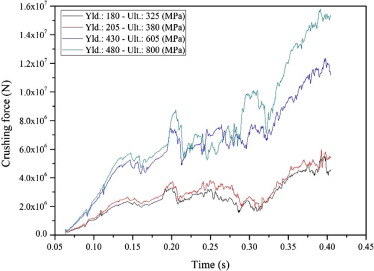 1.6x10⁷
1.4x10⁷
1.2x10⁷
1.0x10⁷
8.0x10⁶
6.0x10⁶
4.0x10⁶
2.0x10⁶
0.0
Crushing force (N)
Yld.: 180 - Ult.: 325 (MPa)
Yld.: 205 - Ult.: 380 (MPa)
Yld.: 430 - Ult.: 605 (MPa)
Yld.: 480 - Ult.: 800 (MPa)
0.05 0.10 0.15 0.20 0.25 0.30 0.35 0.40 0.45
Time (s)